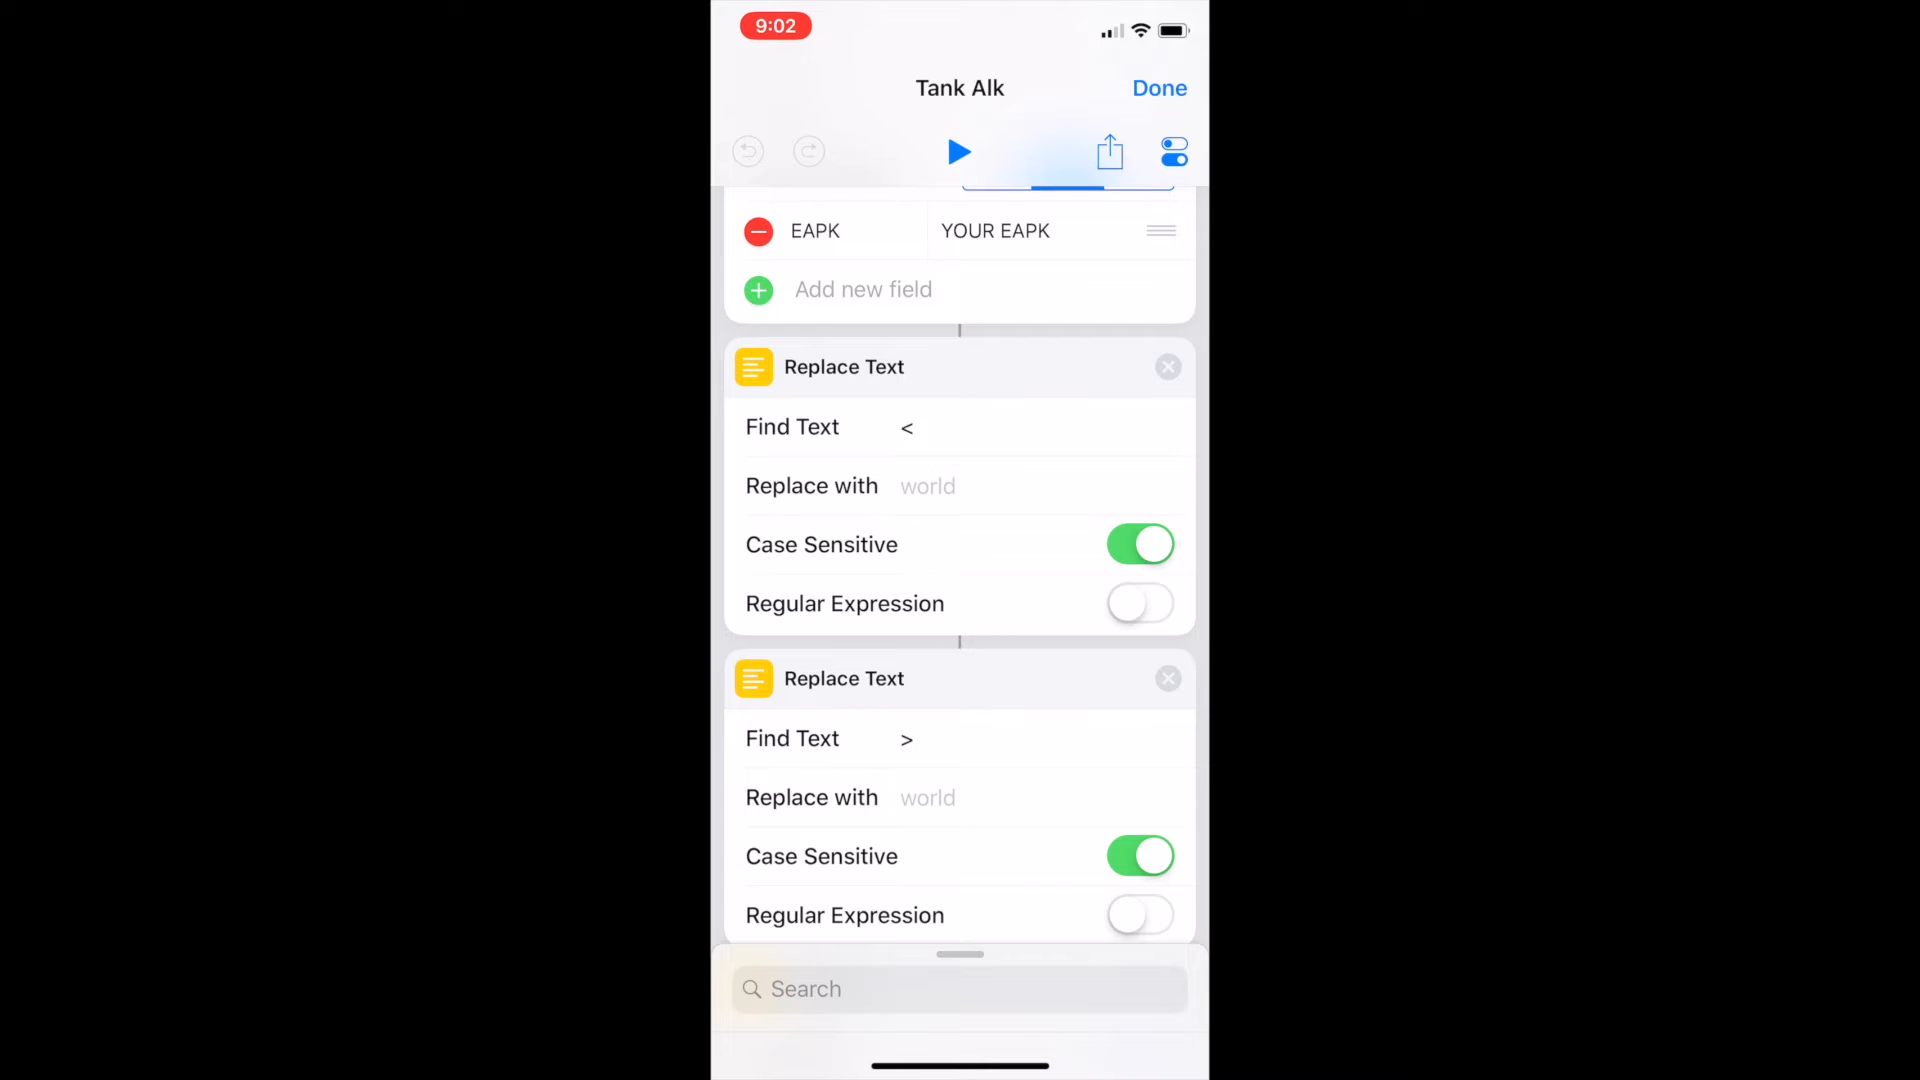 9:02
Tank Alk
Done
EAPK YOUR EAPK
Add new field
Replace Text
Find Text <
Replace with world
Case Sensitive
Regular Expression
Replace Text
Find Text >
Replace with world
Case Sensitive
Regular Expression
Search